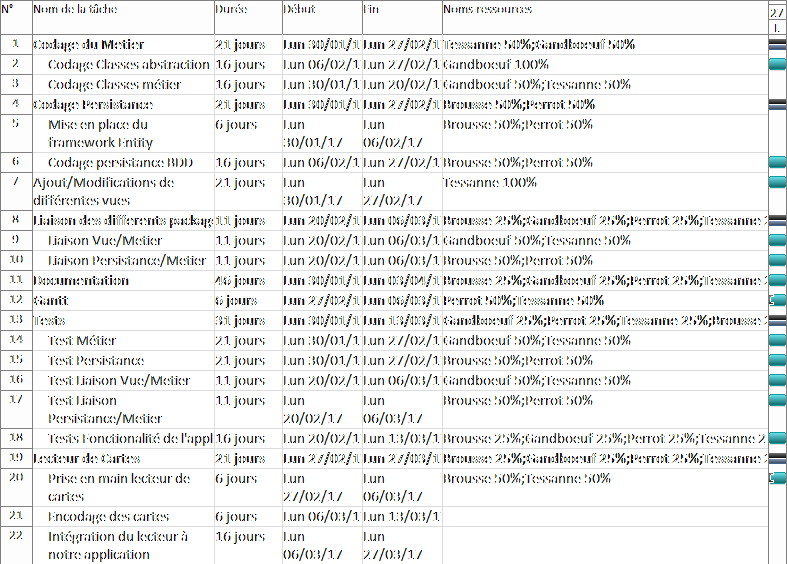 N° Nom de la tâche Durée Début Fin Noms ressources 27
L
1 Codage du Metier 21 jours Lun 30/01/1 Lun 27/02/1 Tessanne 50%;Gandboeuf 50%
2 Codage Classes abstraction 16 jours Lun 06/02/1 Lun 27/02/1 Gandboeuf 100%
3 Codage Classes métier 16 jours Lun 30/01/1 Lun 20/02/1 Gandboeuf 50%;Tessanne 50%
4 Codage Persistance 21 jours Lun 30/01/1 Lun 27/02/1 Brousse 50%;Perrot 50%
5 Mise en place du 6 jours Lun Lun Brousse 50%;Perrot 50%
framework Entity 30/01/17 06/02/17
6 Codage persistance BDD 16 jours Lun 06/02/1 Lun 27/02/1 Brousse 50%;Perrot 50%
7 Ajout/Modifications de 21 jours Lun Lun Tessanne 100%
différentes vues 30/01/17 27/02/17
8 Liaison des differents packag 11 jours Lun 20/02/1 Lun 06/03/1 Brousse 25%;Gandboeuf 25%;Perrot 25%;Tessanne 2
9 Liaison Vue/Metier 11 jours Lun 20/02/1 Lun 06/03/1 Gandboeuf 50%;Tessanne 50%
10 Liaison Persistance/Metier 11 jours Lun 20/02/1 Lun 06/03/1 Brousse 50%;Perrot 50%
11 Documentation 46 jours Lun 30/01/1 Lun 03/04/1 Brousse 25%;Gandboeuf 25%;Perrot 25%;Tessanne 2
12 Gantt 6 jours Lun 27/02/1 Lun 06/03/1 Perrot 50%;Tessanne 50%
13 Tests 31 jours Lun 30/01/1 Lun 13/03/1 Gandboeuf 25%;Perrot 25%;Tessanne 25%;Brousse 2
14 Test Métier 21 jours Lun 30/01/1 Lun 27/02/1 Gandboeuf 50%;Tessanne 50%
15 Test Persistance 21 jours Lun 30/01/1 Lun 27/02/1 Brousse 50%;Perrot 50%
16 Test Liaison Vue/Metier 11 jours Lun 20/02/1 Lun 06/03/1 Gandboeuf 50%;Tessanne 50%
17 Test Liaison 11 jours Lun Lun Brousse 50%;Perrot 50%
Persistance/Metier 20/02/17 06/03/17
18 Tests Fonctionalité de l'appl 16 jours Lun 20/02/1 Lun 13/03/1 Brousse 25%;Gandboeuf 25%;Perrot 25%;Tessanne 2
19 Lecteur de Cartes 21 jours Lun 27/02/1 Lun 27/03/1 Brousse 25%;Gandboeuf 25%;Perrot 25%;Tessanne 2
20 Prise en main lecteur de 6 jours Lun Lun Brousse 50%;Tessanne 50%
cartes 27/02/17 06/03/17
21 Encodage des cartes 6 jours Lun 06/03/1 Lun 13/03/1
22 Intégration du lecteur à 16 jours Lun Lun
notre application 06/03/17 27/03/17